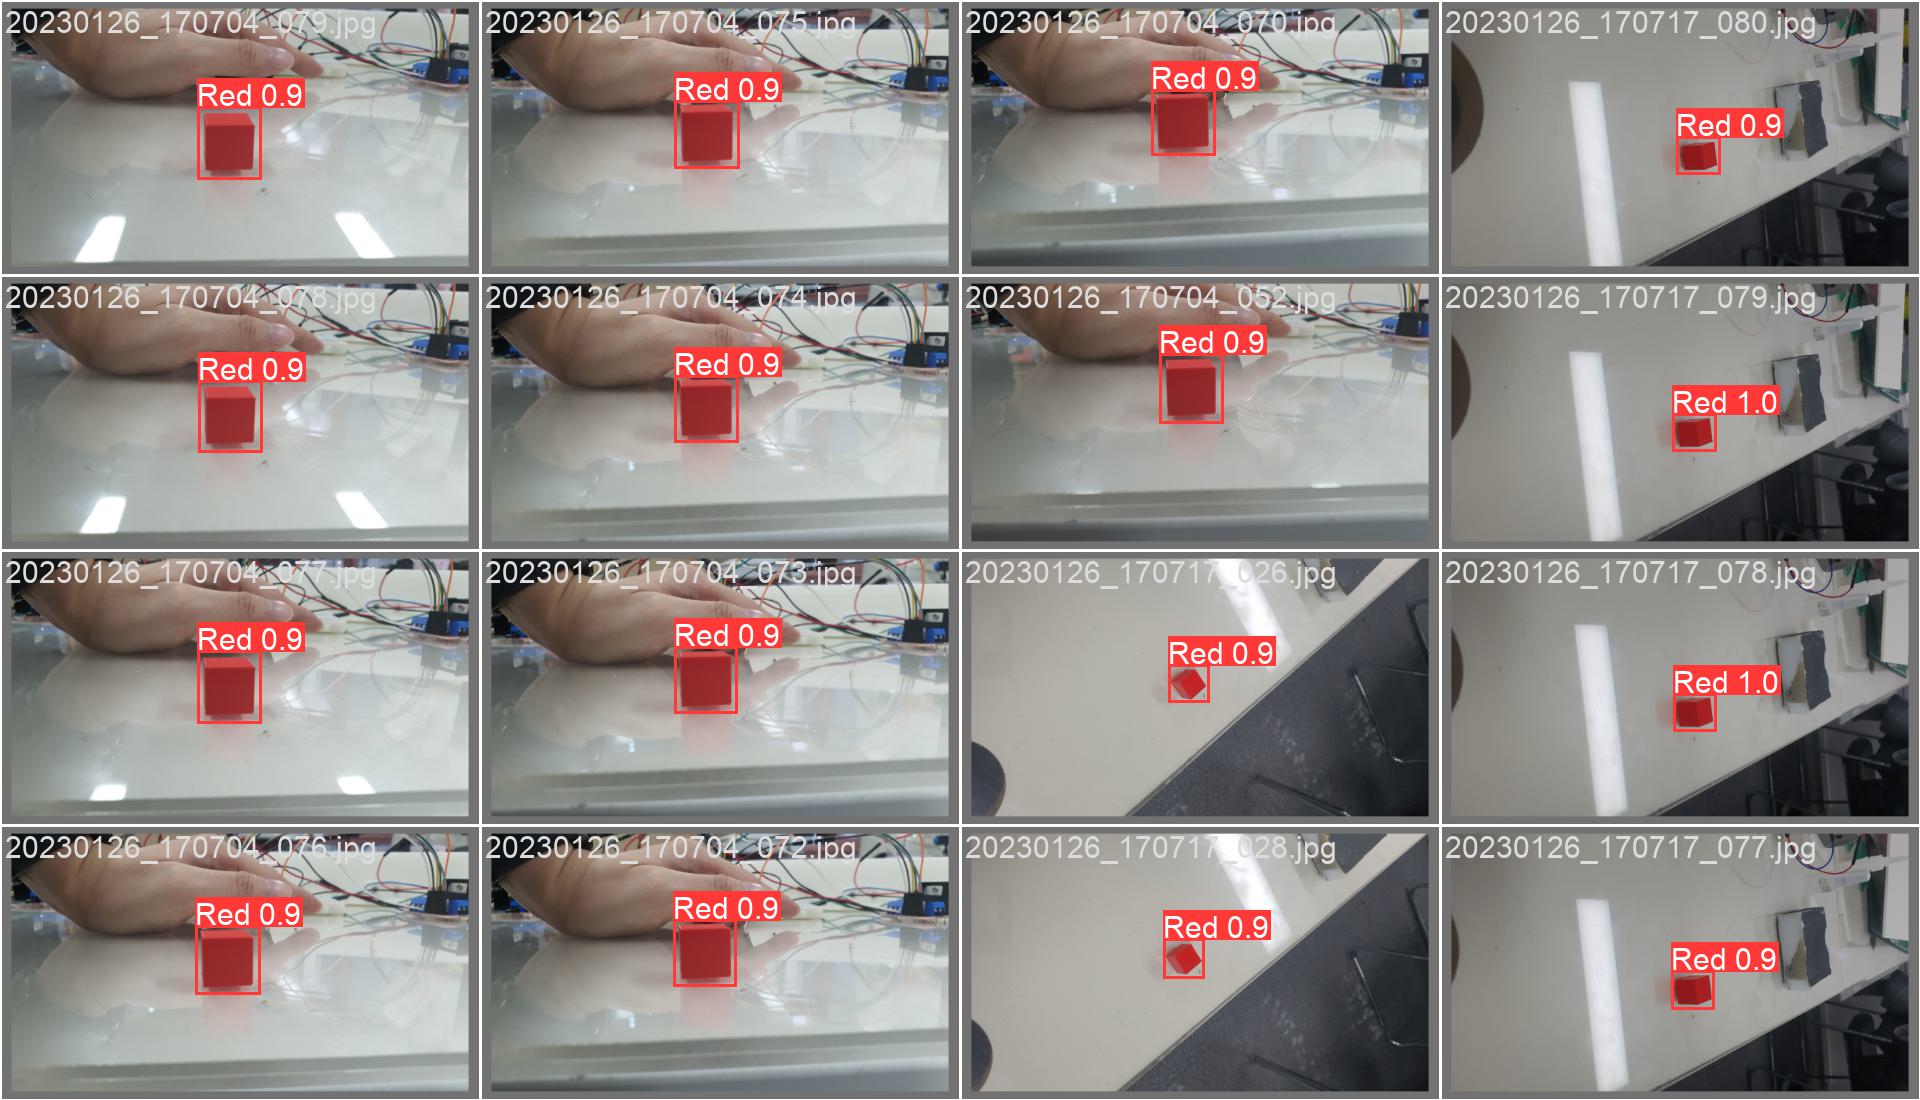 20230126_170704_079.jpg
Red 0.9
20230126_170704_075.jpg
Red 0.9
20230126_170704_070.jpg
Red 0.9
20230126_170717_080.jpg
Red 0.9
20230126_170704_078.jpg
Red 0.9
20230126_170704_074.jpg
Red 0.9
20230126_170704_052.jpg
Red 0.9
20230126_170717_079.jpg
Red 1.0
20230126_170704_077.jpg
Red 0.9
20230126_170704_073.jpg
Red 0.9
20230126_170717_026.jpg
Red 0.9
20230126_170717_078.jpg
Red 1.0
20230126_170704_076.jpg
Red 0.9
20230126_170704_072.jpg
Red 0.9
20230126_170717_028.jpg
Red 0.9
20230126_170717_077.jpg
Red 0.9